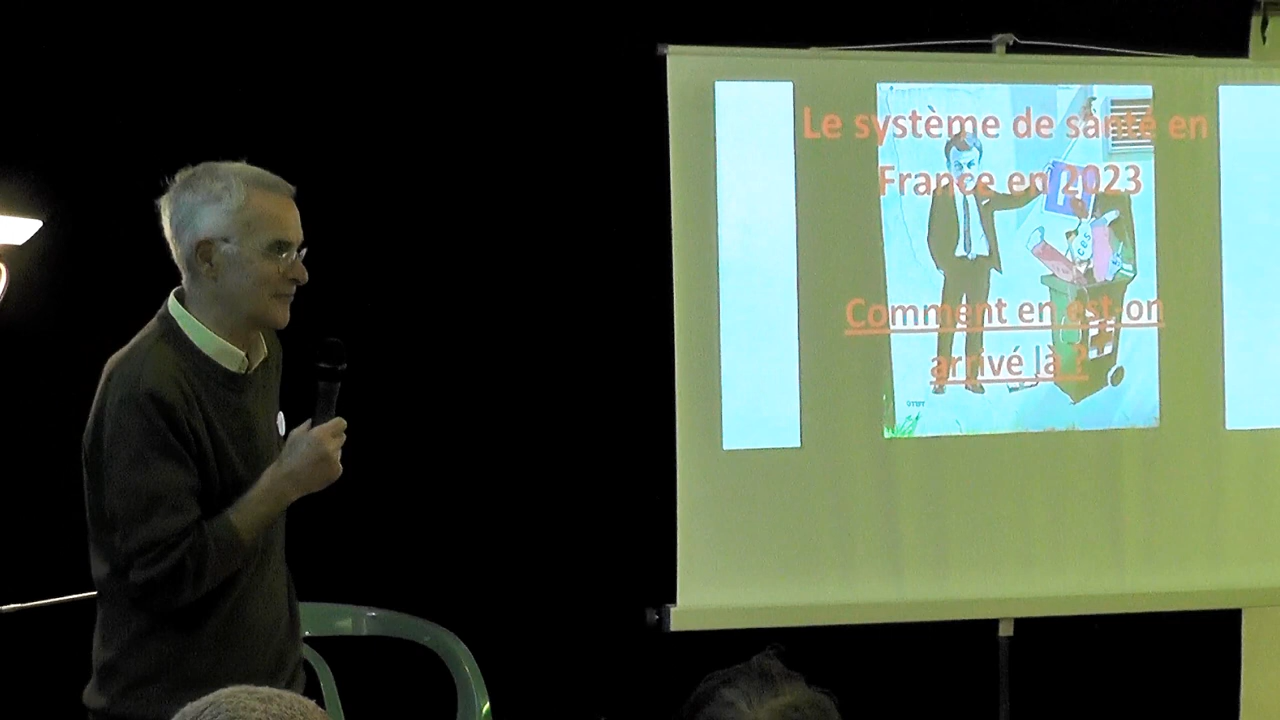 Le système de santé en
France en 2023
Comment en est-on
arrivé là ?